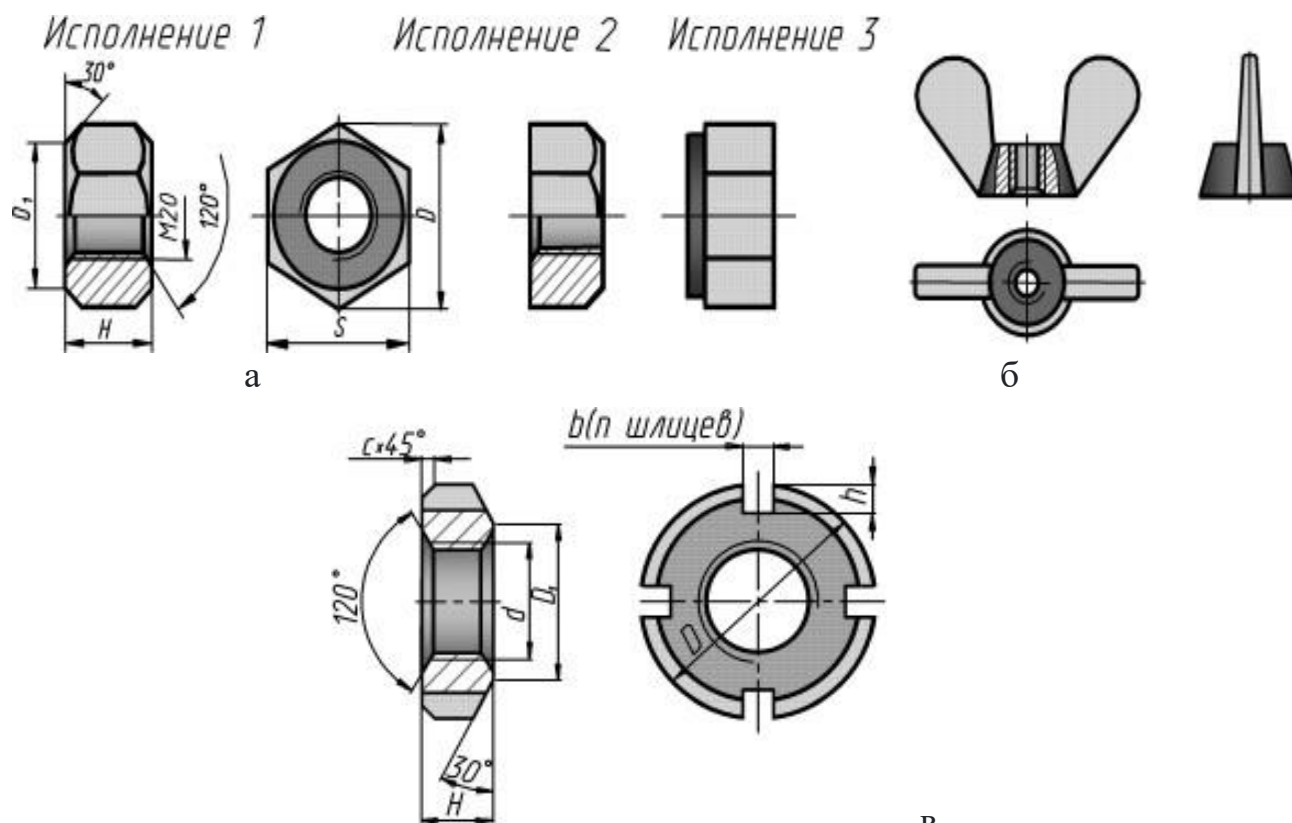 Исполнение 1
Исполнение 2
Исполнение 3
30°
D₁
M20
120°
D
H
S
а
б
b(п шлицев)
c×45°
h
120°
d
D₁
D
30°
H
в